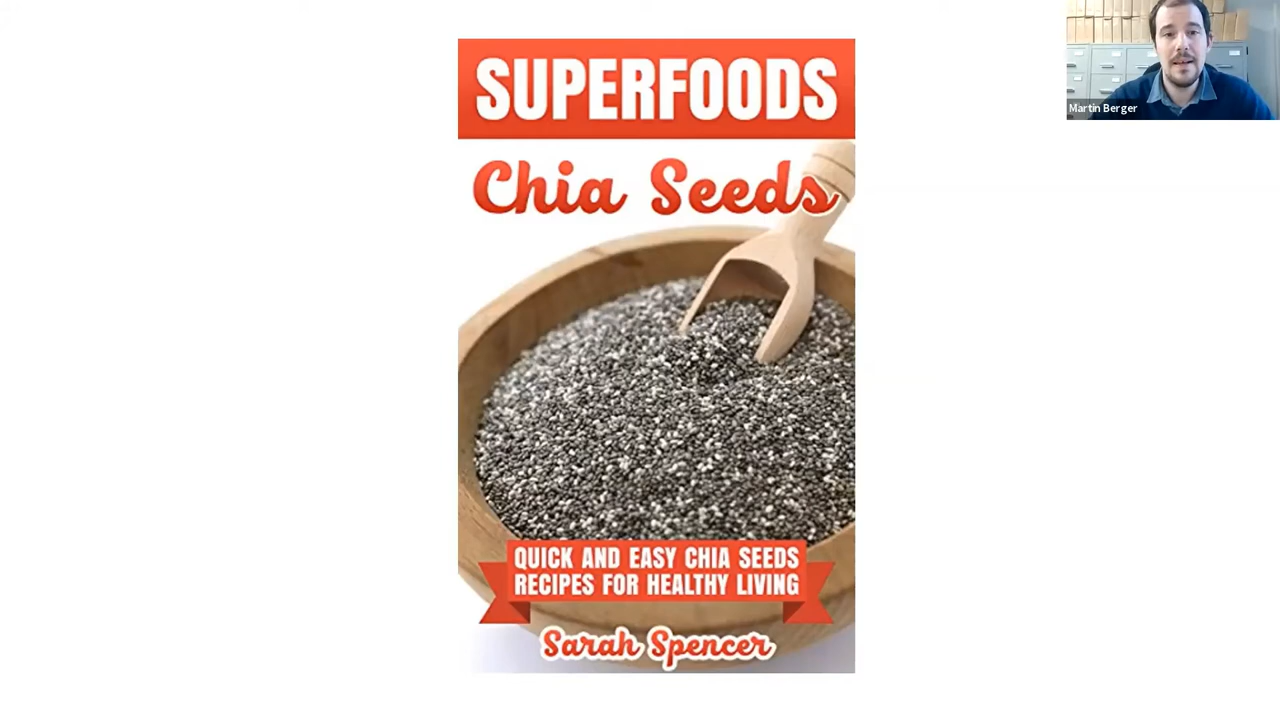 SUPERFOODS
Chia Seeds
QUICK AND EASY CHIA SEEDS
RECIPES FOR HEALTHY LIVING
Sarah Spencer
Martin Berger